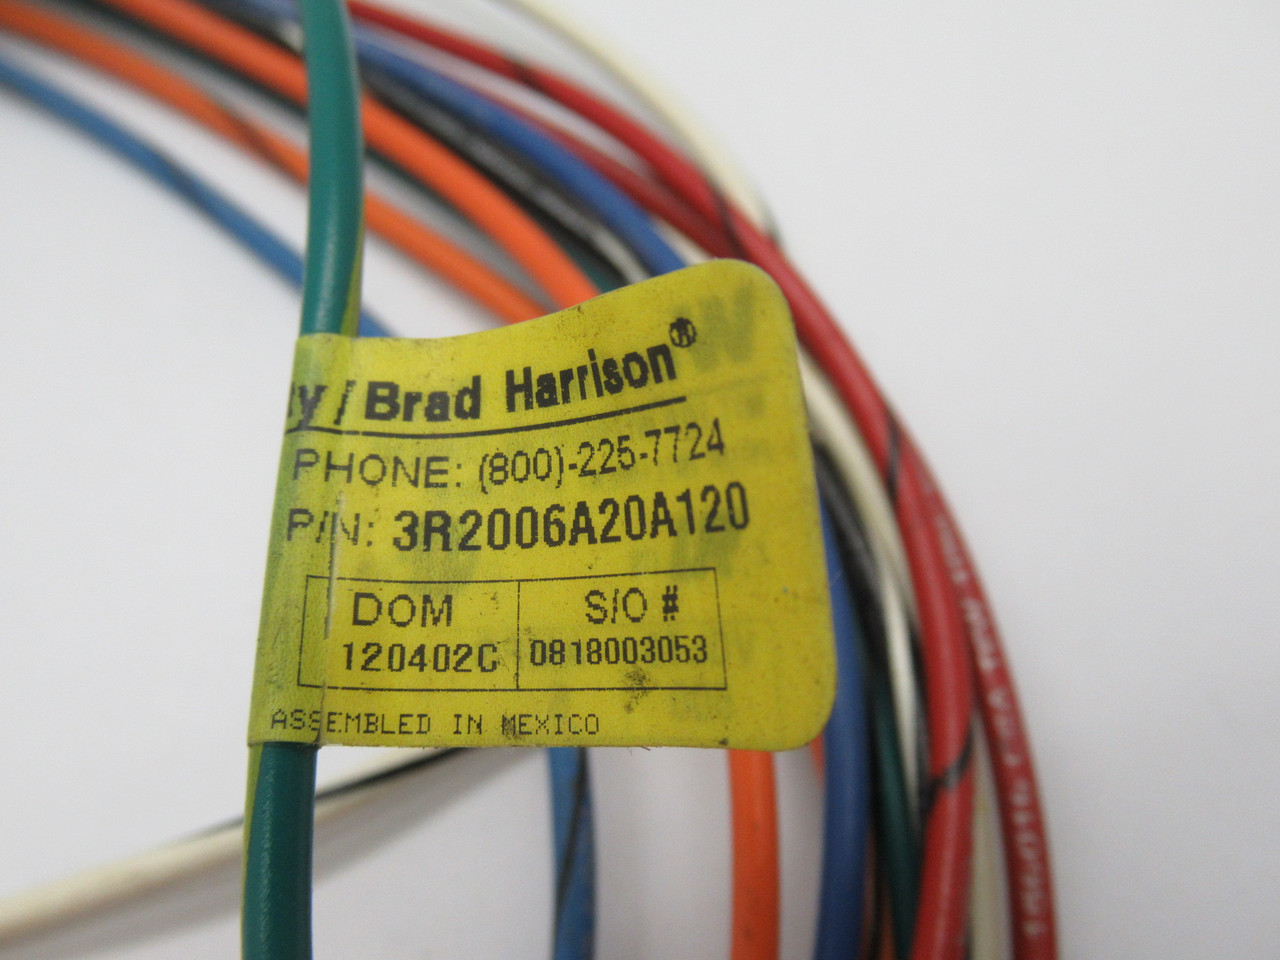 y / Brad Harrison®
PHONE: (800)-225-7724
P/N: 3R2006A20A120
DOM
S/O #
120402C
0818003053
ASSEMBLED IN MEXICO